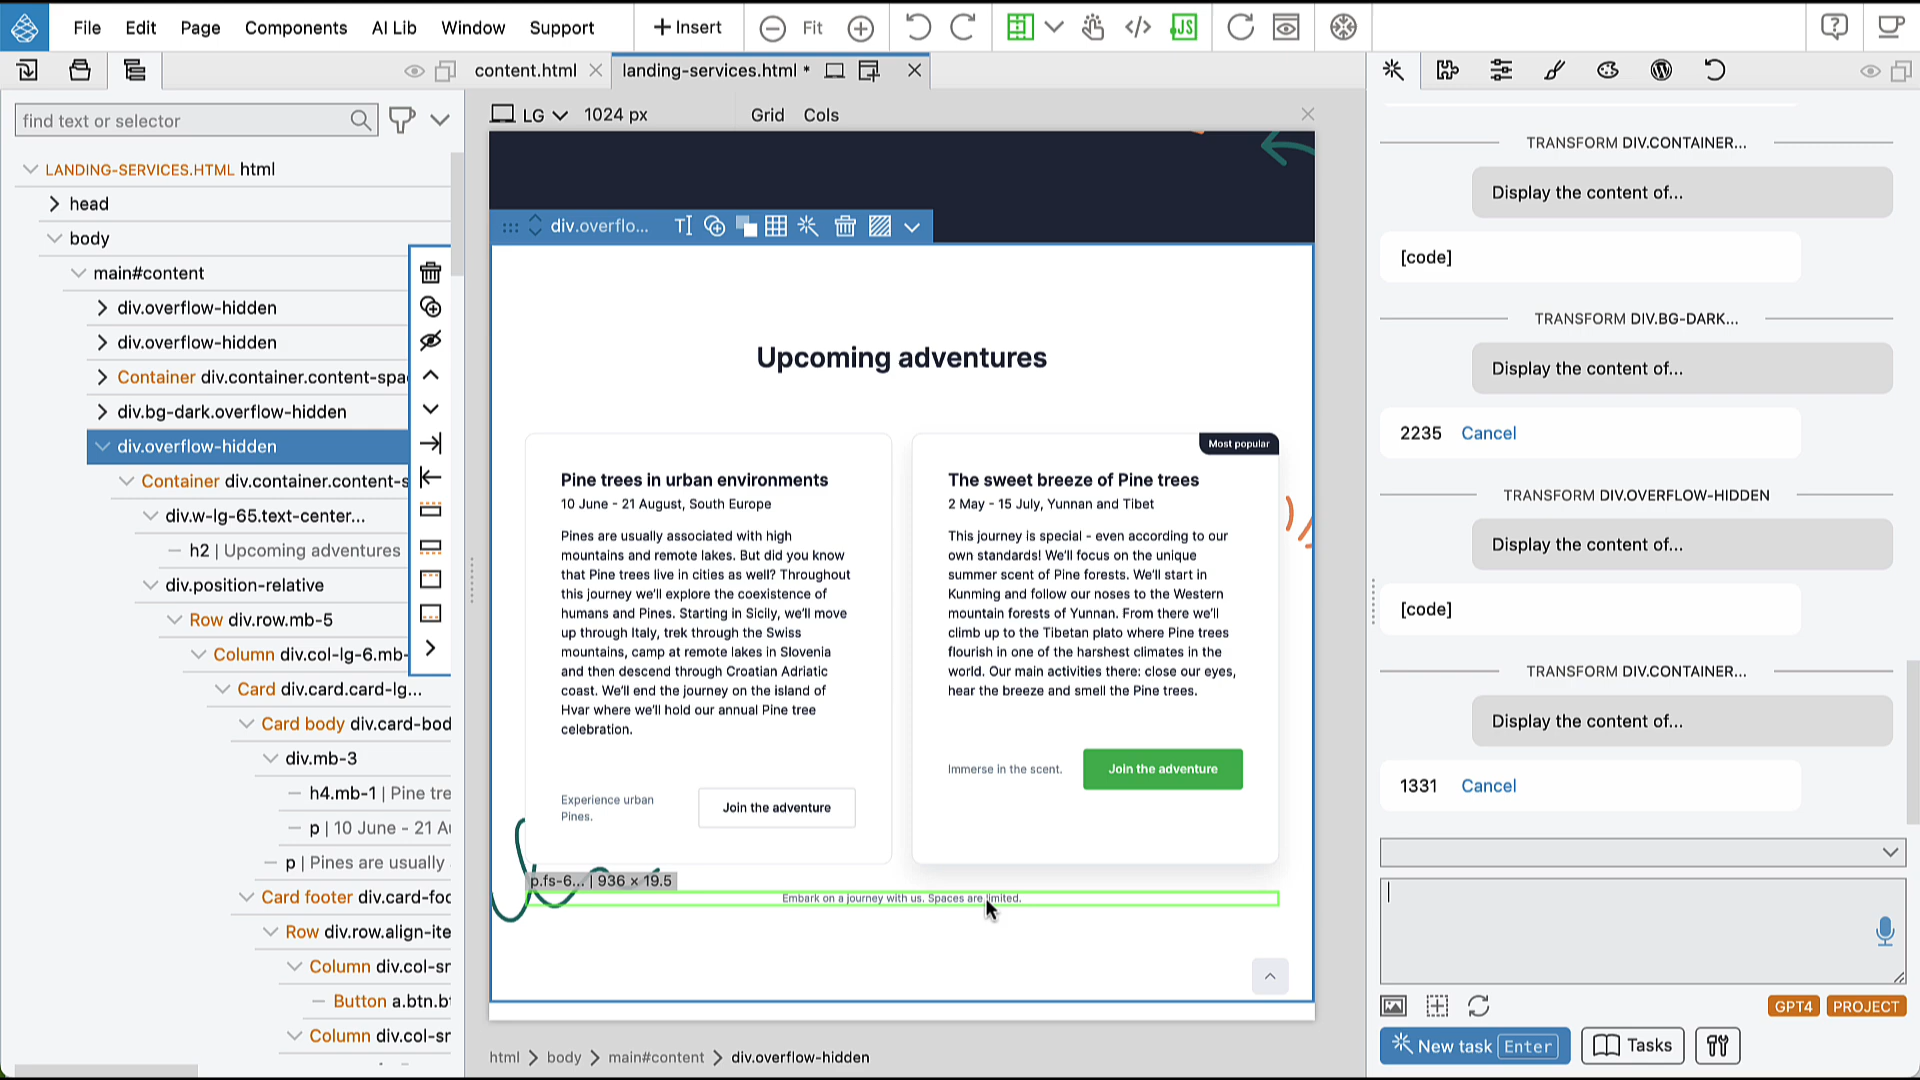 File Edit Page Components AI Lib Window Support Insert Fit JS
content.html landing-services.html *
find text or selector
LG 1024 px Grid Cols
LANDING-SERVICES.HTML html
head
body
main#content
div.overflow-hidden
div.overflow-hidden
Container div.container.content-spa
div.bg-dark.overflow-hidden
div.overflow-hidden
Container div.container.content-s
div.w-lg-65.text-center...
h2 | Upcoming adventures
div.position-relative
Row div.row.mb-5
Column div.col-lg-6.mb-
Card div.card.card-lg...
Card body div.card-bod
div.mb-3
h4.mb-1 | Pine tre
p | 10 June - 21 Au
p | Pines are usually
Card footer div.card-foo
Row div.row.align-ite
Column div.col-sm
Button a.btn.bt
Column div.col-sm
div.overflo...
Upcoming adventures
Pine trees in urban environments
10 June - 21 August, South Europe
Pines are usually associated with high
mountains and remote lakes. But did you know
that Pine trees live in cities as well? Throughout
this journey we'll explore the coexistence of
humans and Pines. Starting in Sicily, we'll move
up through Italy, trek through the Swiss
mountains, camp at remote lakes in Slovenia
and then descend through Croatian Adriatic
coast. We'll end the journey on the island of
Hvar where we'll hold our annual Pine tree
celebration.
Experience urban
Pines.
Join the adventure
Most popular
The sweet breeze of Pine trees
2 May - 15 July, Yunnan and Tibet
This journey is special - even according to our
own standards! We'll focus on the unique
summer scent of Pine forests. We'll start in
Kunming and follow our noses to the Western
mountain forests of Yunnan. From there we'll
climb up to the Tibetan plato where Pine trees
flourish in one of the harshest climates in the
world. Our main activities there: close our eyes,
hear the breeze and smell the Pine trees.
Immerse in the scent.
Join the adventure
p.fs-6... | 936 × 19.5
Embark on a journey with us. Spaces are limited.
html body main#content div.overflow-hidden
TRANSFORM DIV.CONTAINER...
Display the content of...
[code]
TRANSFORM DIV.BG-DARK...
Display the content of...
2235 Cancel
TRANSFORM DIV.OVERFLOW-HIDDEN
Display the content of...
[code]
TRANSFORM DIV.CONTAINER...
Display the content of...
1331 Cancel
GPT4 PROJECT
New task Enter Tasks